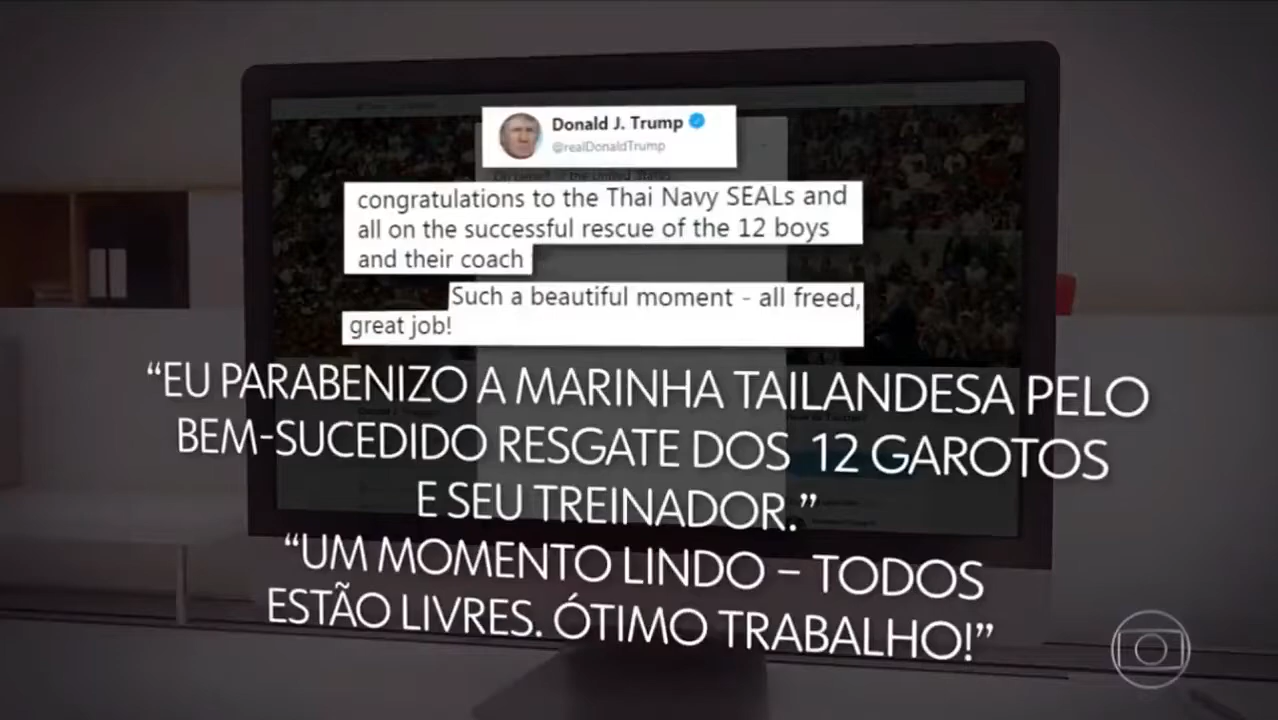 Donald J. Trump
@realDonaldTrump
congratulations to the Thai Navy SEALs and
all on the successful rescue of the 12 boys
and their coach
Such a beautiful moment - all freed,
great job!
“EU PARABENIZO A MARINHA TAILANDESA PELO
BEM-SUCEDIDO RESGATE DOS 12 GAROTOS
E SEU TREINADOR.”
“UM MOMENTO LINDO – TODOS
ESTÃO LIVRES. ÓTIMO TRABALHO!”